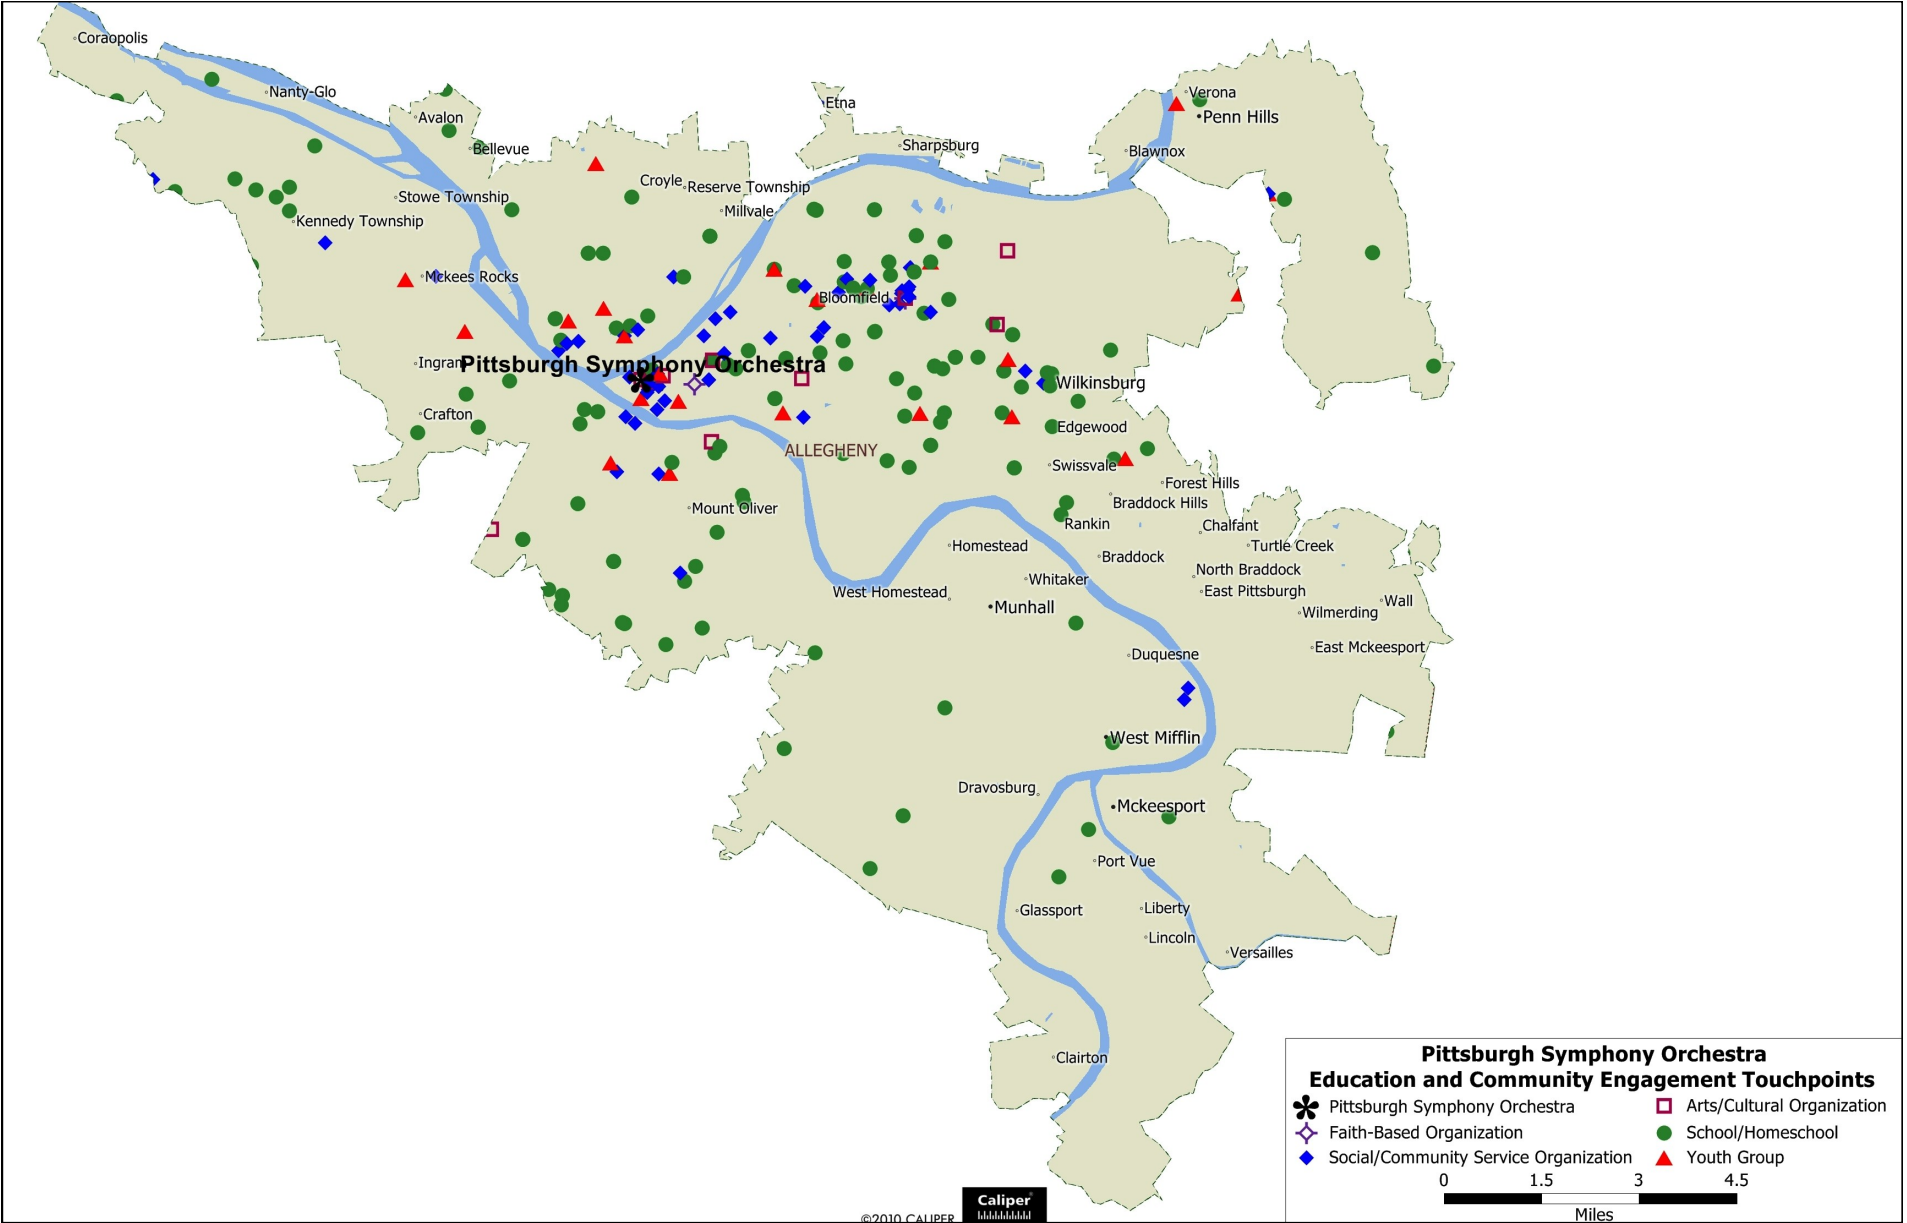 Coraopolis
Nanty-Glo
Avalon
Etna
Verona
Penn Hills
Bellevue
Sharpsburg
Blawnox
Croyle
Reserve Township
Stowe Township
Millvale
Kennedy Township
Mckees Rocks
Bloomfield
Ingram
Pittsburgh Symphony Orchestra
Wilkinsburg
Crafton
Edgewood
ALLEGHENY
Swissvale
Forest Hills
Braddock Hills
Mount Oliver
Rankin
Chalfant
Homestead
Turtle Creek
Braddock
North Braddock
Whitaker
West Homestead
East Pittsburgh
Wall
Munhall
Wilmerding
East Mckeesport
Duquesne
West Mifflin
Dravosburg
Mckeesport
Port Vue
Glassport
Liberty
Lincoln
Versailles
Clairton
Pittsburgh Symphony Orchestra
Education and Community Engagement Touchpoints
Pittsburgh Symphony Orchestra
Arts/Cultural Organization
Faith-Based Organization
School/Homeschool
Social/Community Service Organization
Youth Group
0 1.5 3 4.5
Miles
Caliper
©2010 CALIPER